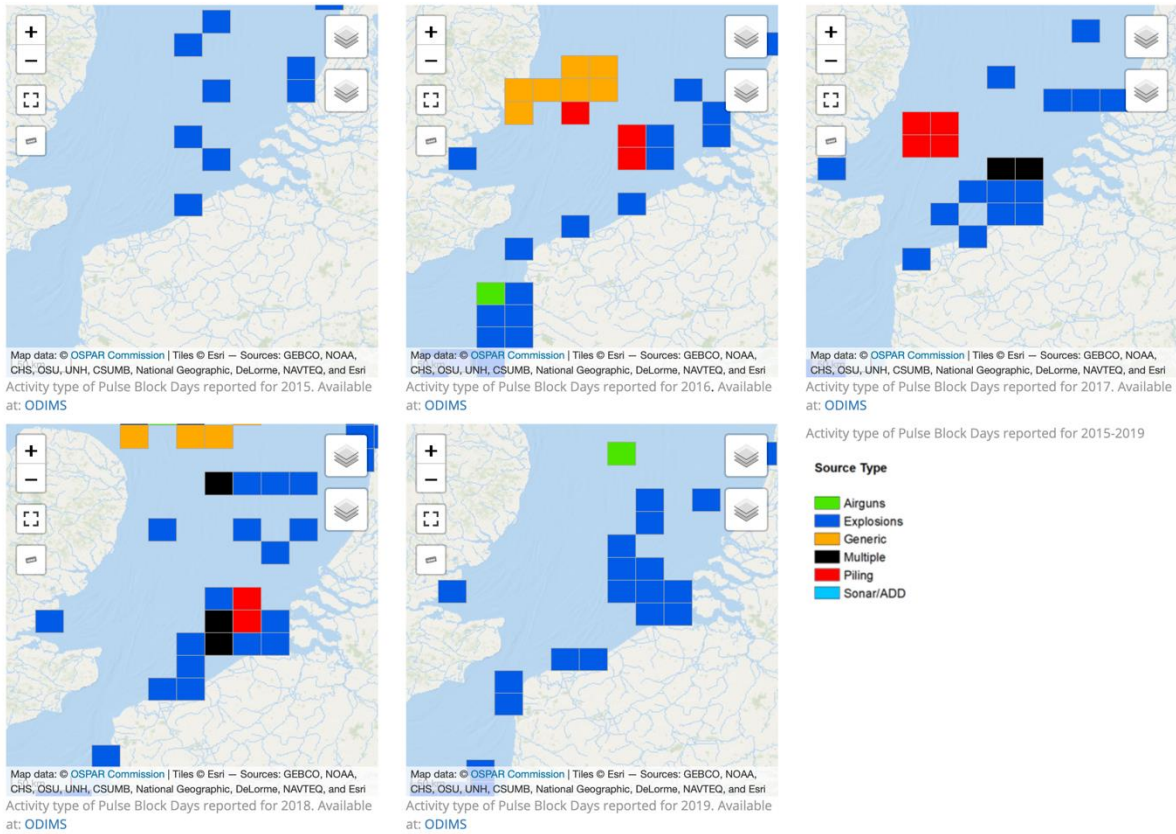 +
−
Map data: © OSPAR Commission | Tiles © Esri — Sources: GEBCO, NOAA,
CHS, OSU, UNH, CSUMB, National Geographic, DeLorme, NAVTEQ, and Esri
Activity type of Pulse Block Days reported for 2015. Available
at: ODIMS
+
−
Map data: © OSPAR Commission | Tiles © Esri — Sources: GEBCO, NOAA,
CHS, OSU, UNH, CSUMB, National Geographic, DeLorme, NAVTEQ, and Esri
Activity type of Pulse Block Days reported for 2016. Available
at: ODIMS
+
−
Map data: © OSPAR Commission | Tiles © Esri — Sources: GEBCO, NOAA,
CHS, OSU, UNH, CSUMB, National Geographic, DeLorme, NAVTEQ, and Esri
Activity type of Pulse Block Days reported for 2017. Available
at: ODIMS
+
−
Map data: © OSPAR Commission | Tiles © Esri — Sources: GEBCO, NOAA,
CHS, OSU, UNH, CSUMB, National Geographic, DeLorme, NAVTEQ, and Esri
Activity type of Pulse Block Days reported for 2018. Available
at: ODIMS
+
−
Map data: © OSPAR Commission | Tiles © Esri — Sources: GEBCO, NOAA,
CHS, OSU, UNH, CSUMB, National Geographic, DeLorme, NAVTEQ, and Esri
Activity type of Pulse Block Days reported for 2019. Available
at: ODIMS
Activity type of Pulse Block Days reported for 2015-2019
Source Type
Airguns
Explosions
Generic
Multiple
Piling
Sonar/ADD